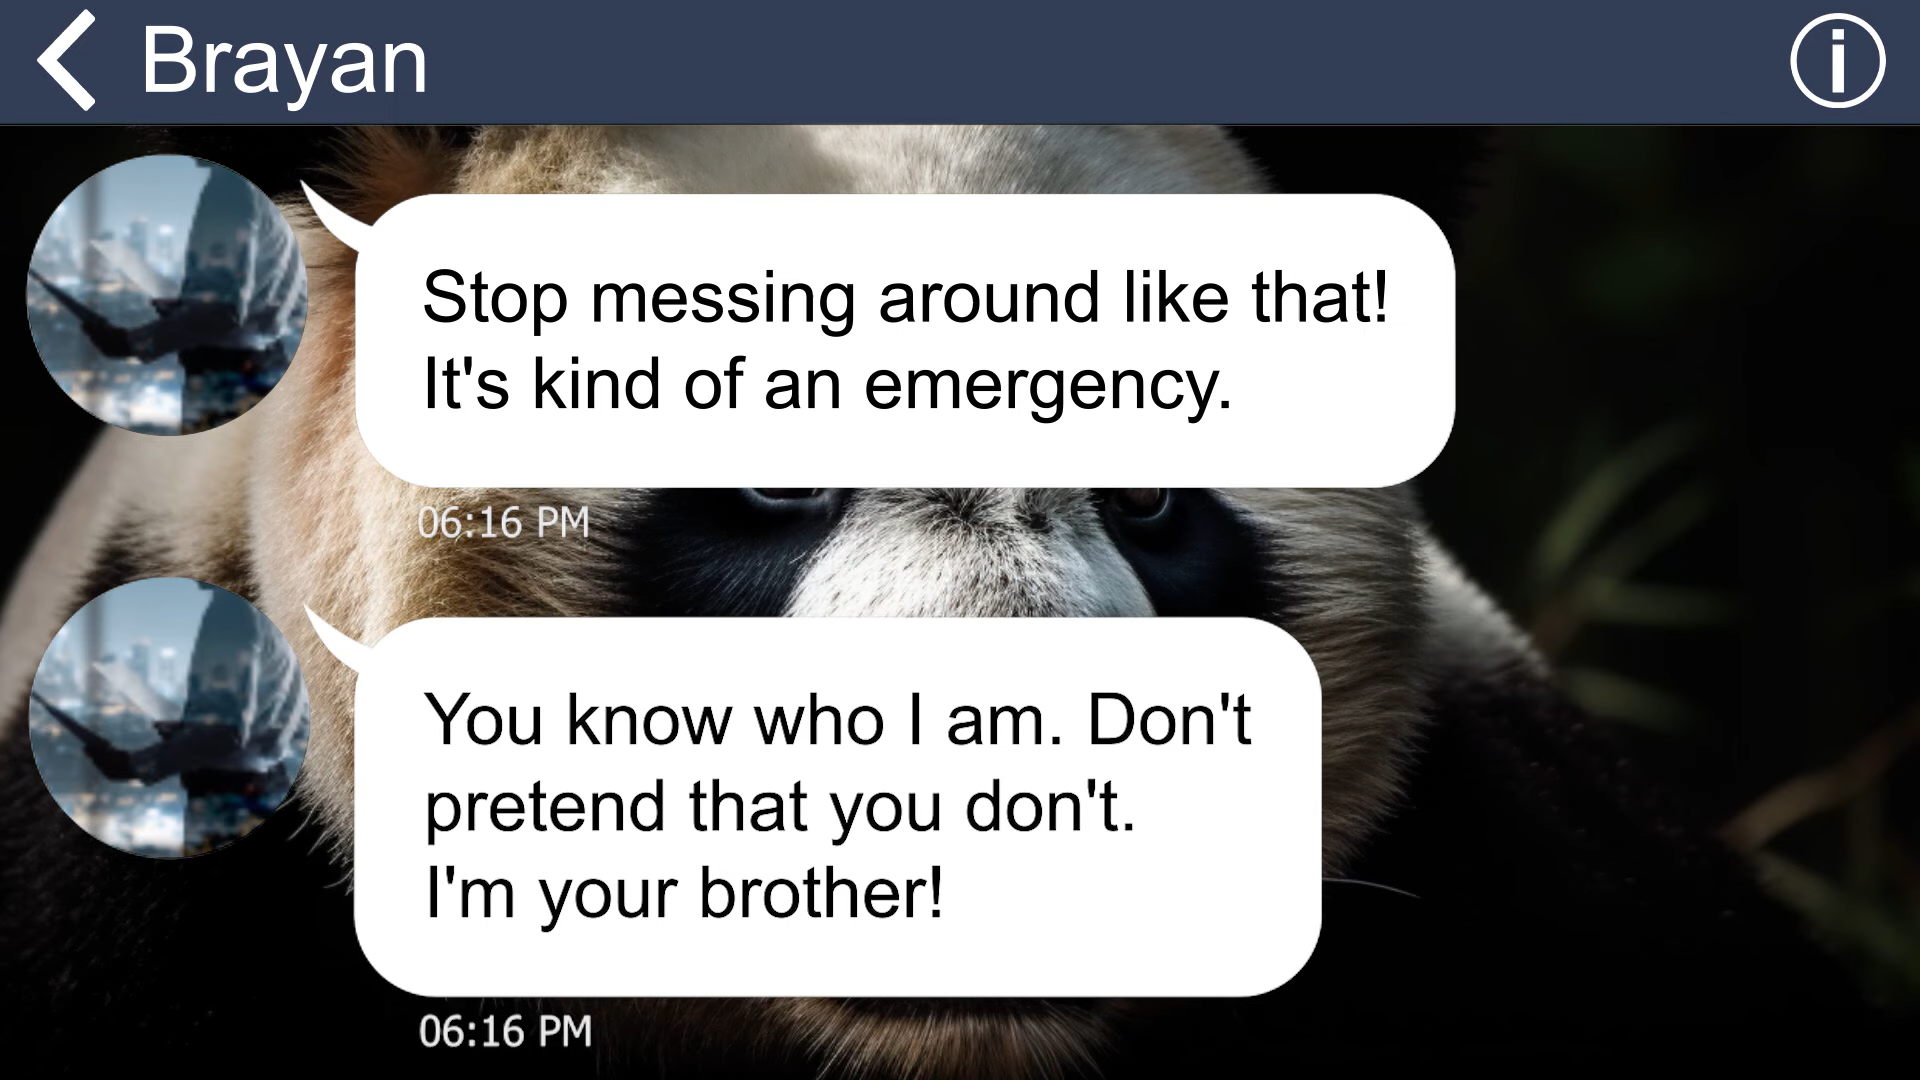 Brayan
Stop messing around like that!
It's kind of an emergency.
06:16 PM
You know who I am. Don't
pretend that you don't.
I'm your brother!
06:16 PM